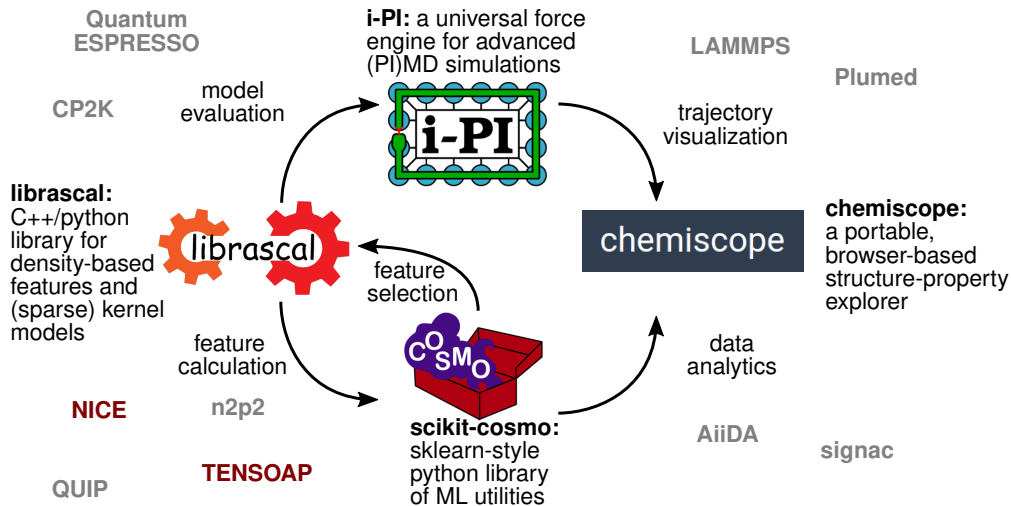 Quantum
ESPRESSO
i-PI: a universal force
engine for advanced
(PI)MD simulations
LAMMPS
Plumed
CP2K
model
evaluation
i-PI
trajectory
visualization
librascal:
C++/python
library for
density-based
features and
(sparse) kernel
models
librascal
chemiscope
chemiscope:
a portable,
browser-based
structure-property
explorer
feature
selection
feature
calculation
COSMO
data
analytics
NICE
n2p2
scikit-cosmo:
sklearn-style
python library
of ML utilities
AiiDA
signac
QUIP
TENSOAP